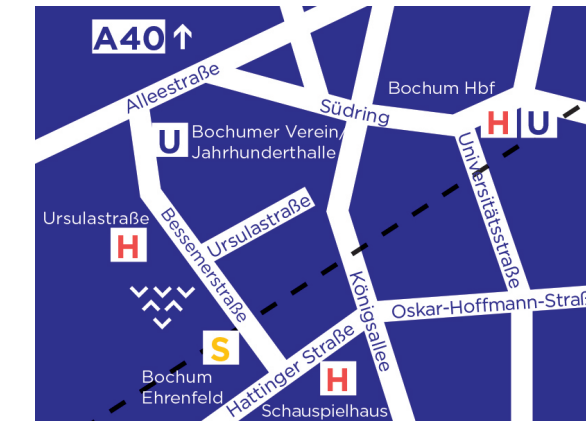 A40 ↑
Alleestraße
Südring
Bochum Hbf
H U
U
Bochumer Verein/
Jahrhunderthalle
Universitätsstraße
Ursulastraße
H
Bessemerstraße
Ursulastraße
Königsallee
Oskar-Hoffmann-Straß
S
Bochum
Ehrenfeld
Hattinger Straße
H
Schauspielhaus